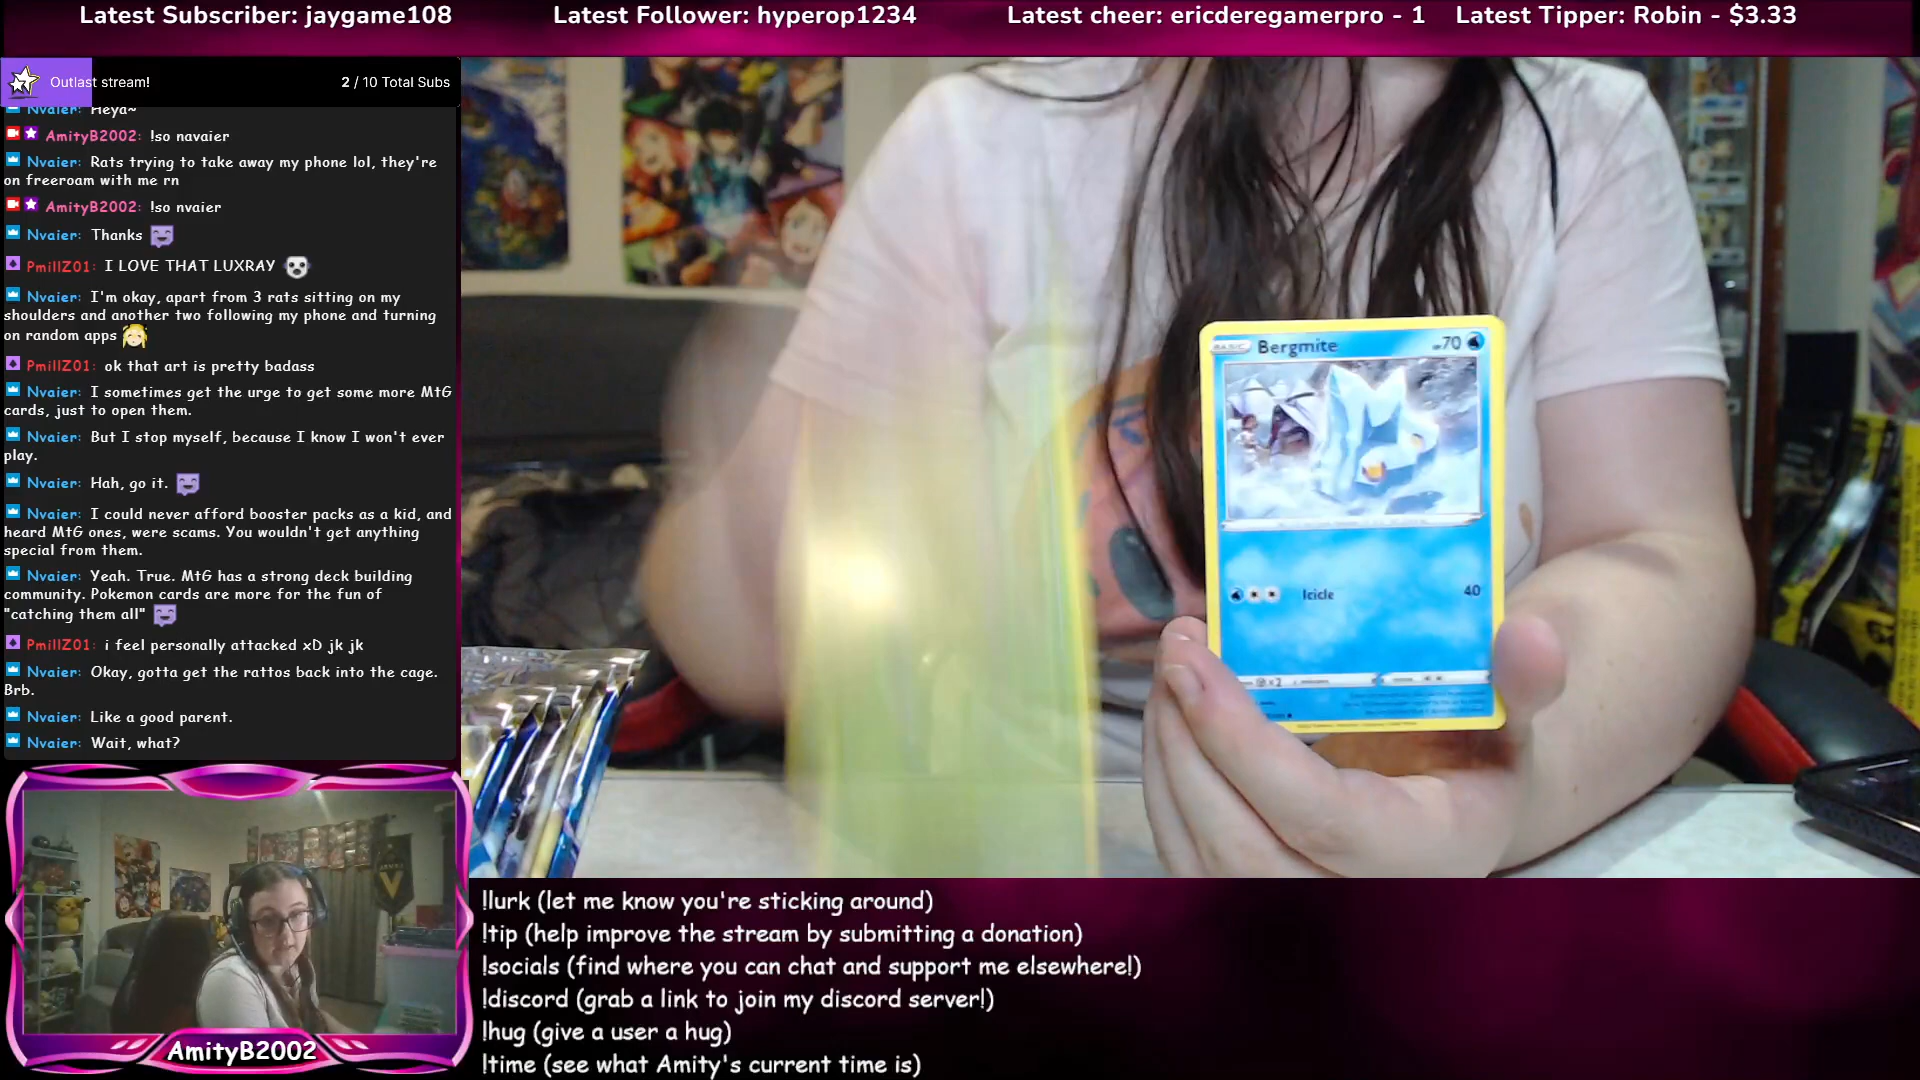 Latest Subscriber: jaygame108
Latest Follower: hyperop1234
Latest cheer: ericderegamerpro - 1
Latest Tipper: Robin - $3.33
Outlast stream!
2 / 10 Total Subs
Nvaier: Heya~
AmityB2002: !so navaier
Nvaier: Rats trying to take away my phone lol, they're
on freeroam with me rn
AmityB2002: !so nvaier
Nvaier: Thanks
PmillZ01: I LOVE THAT LUXRAY
Nvaier: I'm okay, apart from 3 rats sitting on my
shoulders and another two following my phone and turning
on random apps
PmillZ01: ok that art is pretty badass
Nvaier: I sometimes get the urge to get some more MtG
cards, just to open them.
Nvaier: But I stop myself, because I know I won't ever
play.
Nvaier: Hah, go it.
Nvaier: I could never afford booster packs as a kid, and
heard MtG ones, were scams. You wouldn't get anything
special from them.
Nvaier: Yeah. True. MtG has a strong deck building
community. Pokemon cards are more for the fun of
"catching them all"
PmillZ01: i feel personally attacked xD jk jk
Nvaier: Okay, gotta get the rattos back into the cage.
Brb.
Nvaier: Like a good parent.
Nvaier: Wait, what?
BASIC Bergmite HP 70
Icicle 40
x2
V
AmityB2002
!lurk (let me know you're sticking around)
!tip (help improve the stream by submitting a donation)
!socials (find where you can chat and support me elsewhere!)
!discord (grab a link to join my discord server!)
!hug (give a user a hug)
!time (see what Amity's current time is)